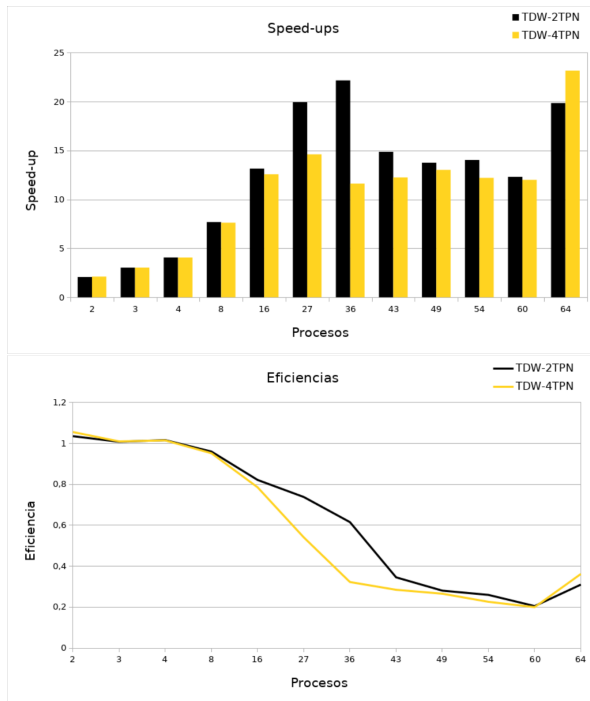 Speed-ups
TDW-2TPN
TDW-4TPN
25
20
15
10
5
0
Speed-up
2 3 4 8 16 27 36 43 49 54 60 64
Procesos
Eficiencias
TDW-2TPN
TDW-4TPN
1,2
1
0,8
0,6
0,4
0,2
0
Eficiencia
2 3 4 8 16 27 36 43 49 54 60 64
Procesos